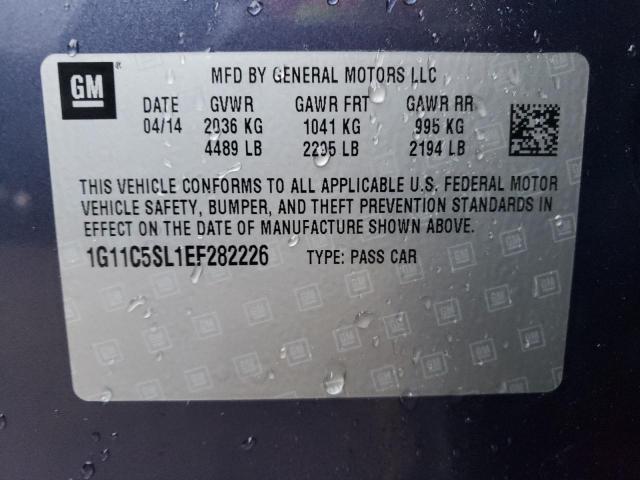 GM ® MFD BY GENERAL MOTORS LLC
DATE GVWR GAWR FRT GAWR RR
04/14 2036 KG 1041 KG 995 KG
4489 LB 2295 LB 2194 LB
THIS VEHICLE CONFORMS TO ALL APPLICABLE U.S. FEDERAL MOTOR
VEHICLE SAFETY, BUMPER, AND THEFT PREVENTION STANDARDS IN
EFFECT ON THE DATE OF MANUFACTURE SHOWN ABOVE.
1G11C5SL1EF282226 TYPE: PASS CAR